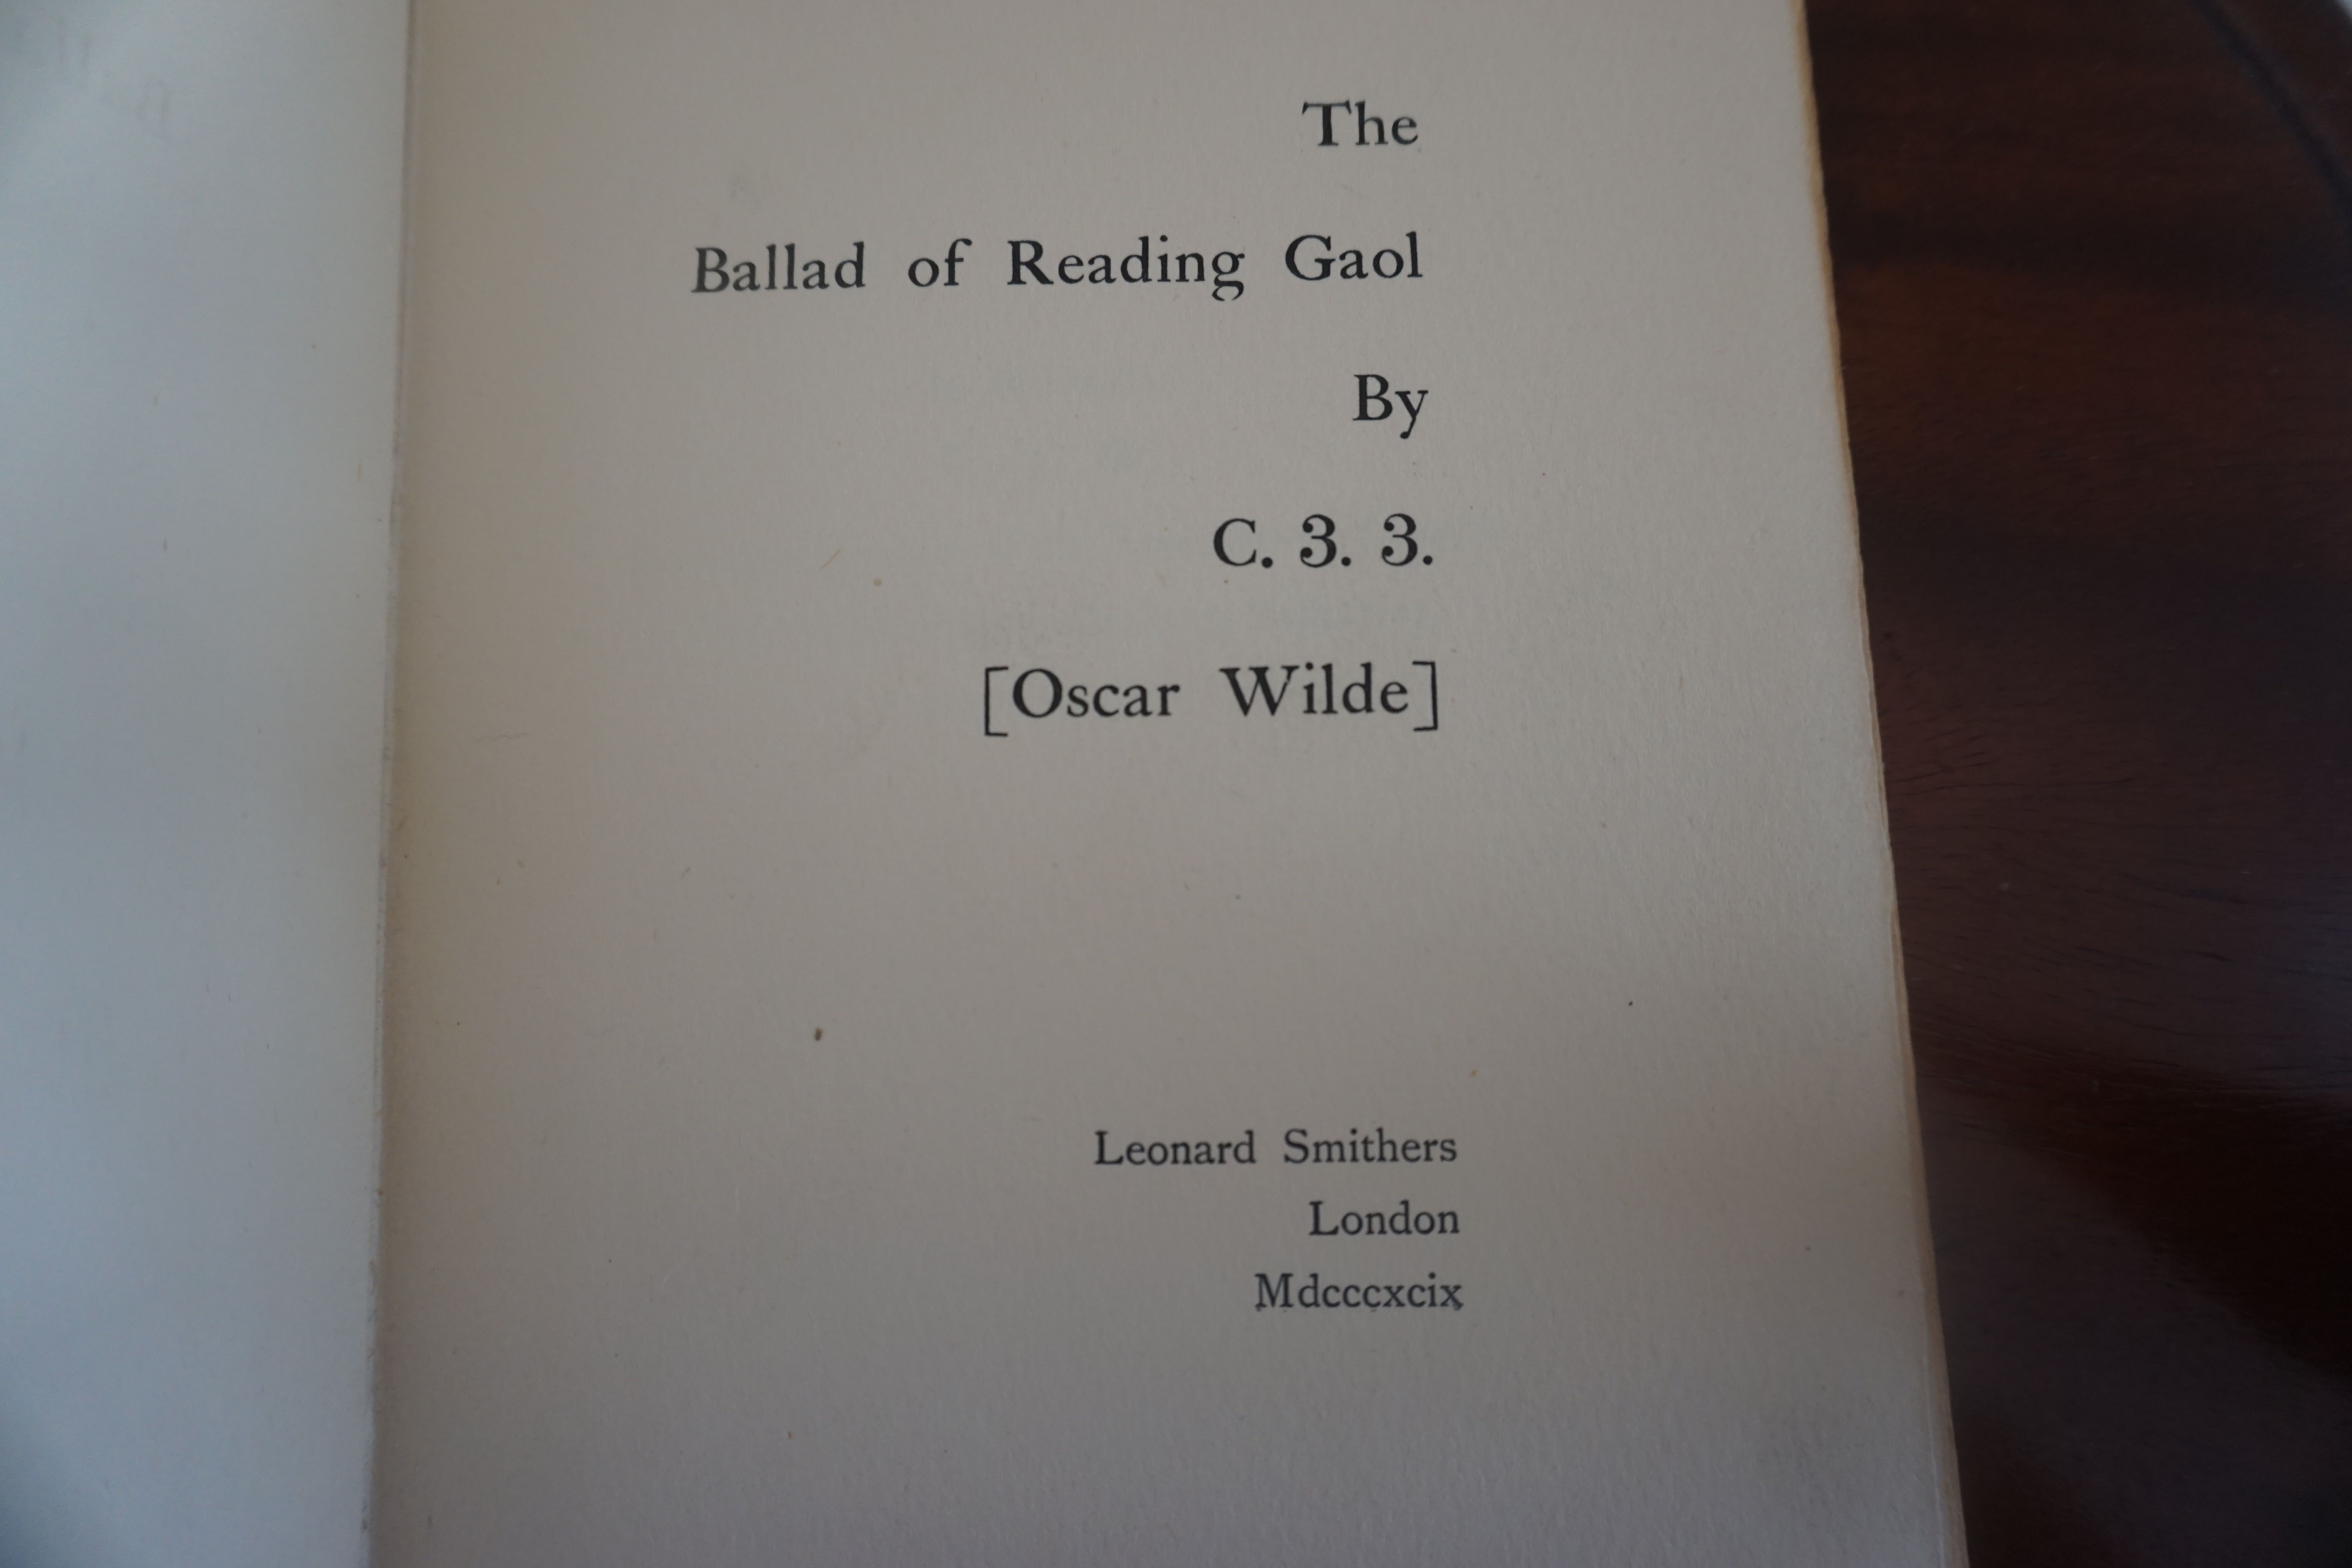 The
Ballad of Reading Gaol
By
C. 3. 3.
[Oscar Wilde]
Leonard Smithers
London
Mdcccxcix